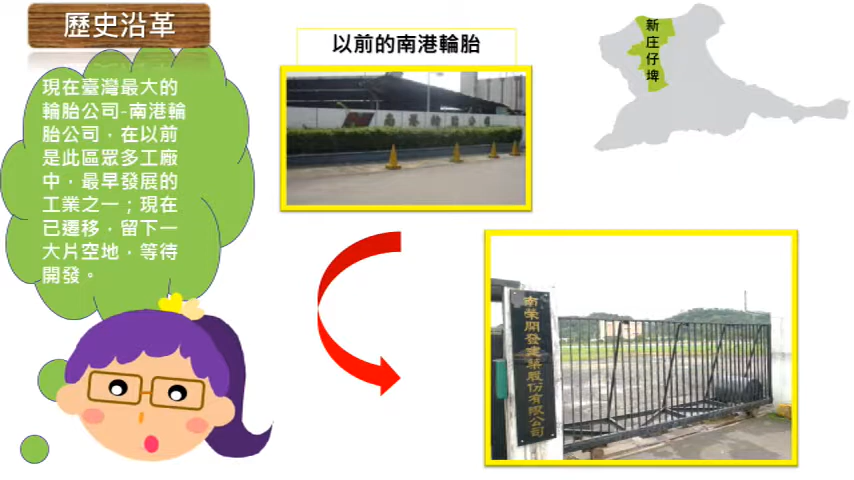 歷史沿革
現在臺灣最大的
輪胎公司-南港輪
胎公司，在以前
是此區眾多工廠
中，最早發展的
工業之一；現在
已遷移，留下一
大片空地，等待
開發。
以前的南港輪胎
南港輪胎公司
新庄仔埤
南榮開發建築股份有限公司